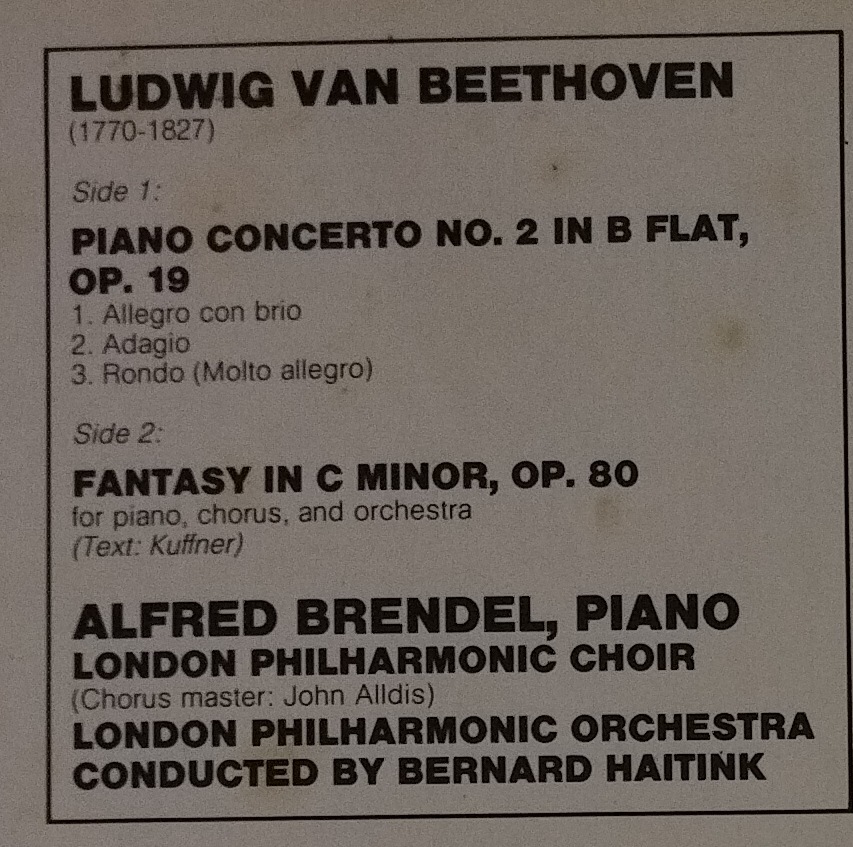 LUDWIG VAN BEETHOVEN
(1770-1827)
Side 1:
PIANO CONCERTO NO. 2 IN B FLAT,
OP. 19
1. Allegro con brio
2. Adagio
3. Rondo (Molto allegro)
Side 2:
FANTASY IN C MINOR, OP. 80
for piano, chorus, and orchestra
(Text: Kuffner)
ALFRED BRENDEL, PIANO
LONDON PHILHARMONIC CHOIR
(Chorus master: John Alldis)
LONDON PHILHARMONIC ORCHESTRA
CONDUCTED BY BERNARD HAITINK